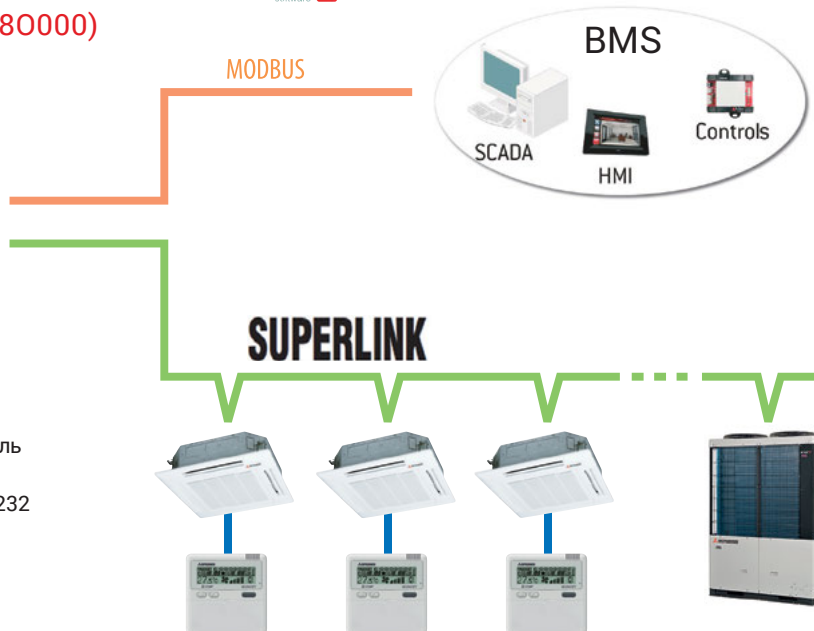 8O000)
MODBUS
BMS
SCADA
HMI
Controls
SUPERLINK
ль
232